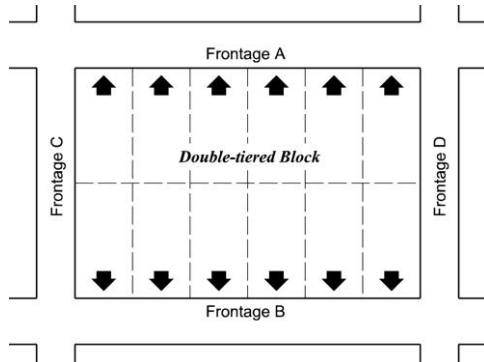 Frontage A
Frontage C
Double-tiered Block
Frontage D
Frontage B